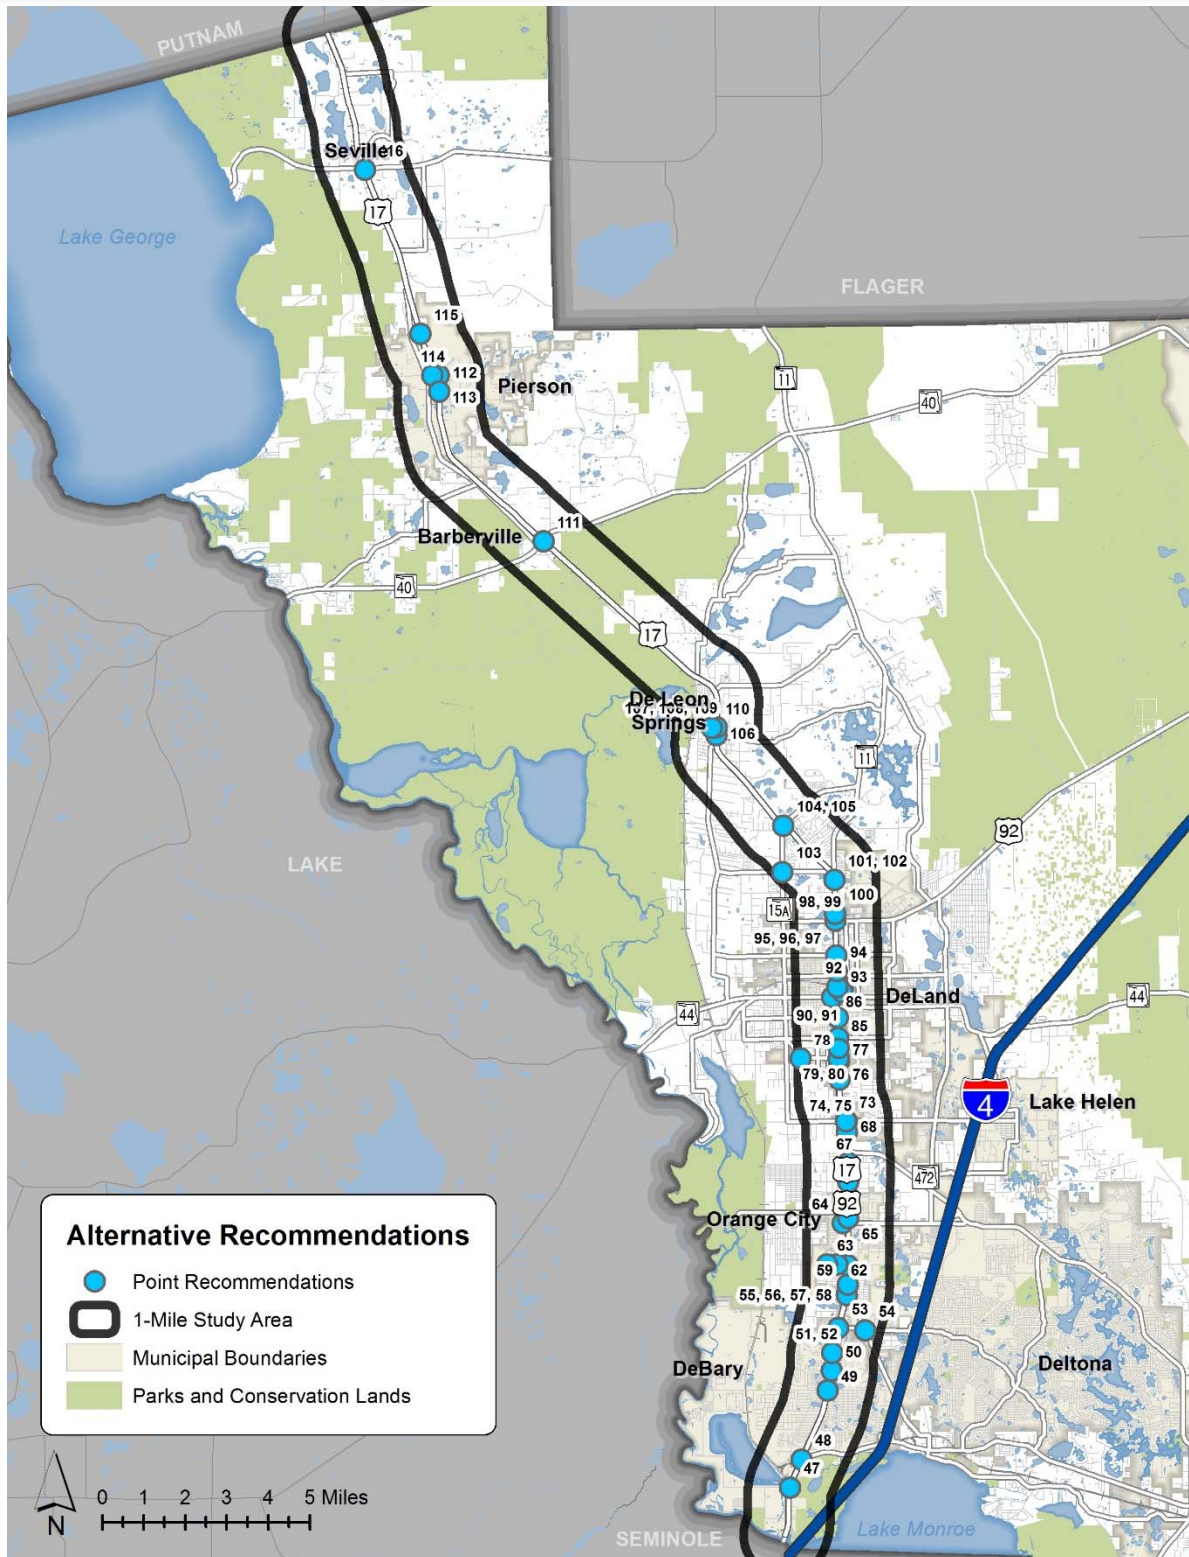 PUTNAM
Seville
116
17
Lake George
FLAGER
115
114
112
113
Pierson
11
40
111
Barberville
40
17
De Leon
Springs
107, 108, 109
110
106
11
92
104, 105
LAKE
103
101, 102
100
98, 99
15A
95, 96, 97
94
92
93
DeLand
86
44
44
90, 91
85
78
77
79, 80
76
74, 75
73
4
Lake Helen
68
67
17
472
64
92
Orange City
65
63
59
62
55, 56, 57, 58
53
54
51, 52
50
DeBary
Deltona
49
48
47
Alternative Recommendations
Point Recommendations
1-Mile Study Area
Municipal Boundaries
Parks and Conservation Lands
N
0 1 2 3 4 5 Miles
SEMINOLE
Lake Monroe